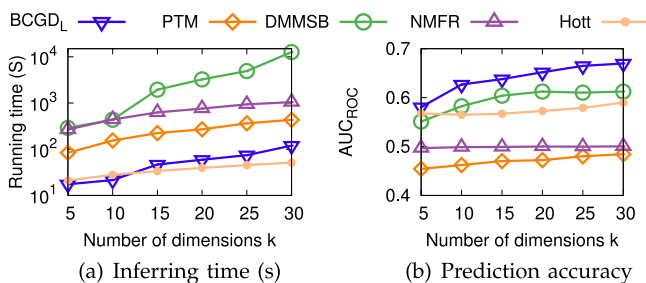 BCGD_L PTM DMMSB NMFR Hott
Running time (S)
10^4
10^3
10^2
10^1
5 10 15 20 25 30
Number of dimensions k
(a) Inferring time (s)
AUC_ROC
0.7
0.6
0.5
0.4
5 10 15 20 25 30
Number of dimensions k
(b) Prediction accuracy